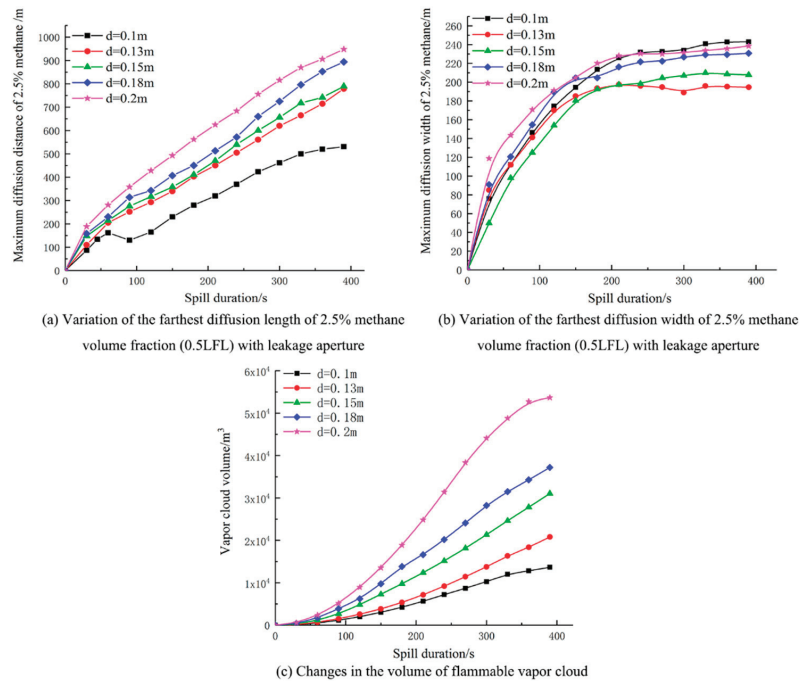 Maximum diffusion distance of 2.5% methane /m
1000
900
800
700
600
500
400
300
200
100
0
d=0.1m
d=0.13m
d=0.15m
d=0.18m
d=0.2m
0 100 200 300 400
Spill duration/s
(a) Variation of the farthest diffusion length of 2.5% methane
volume fraction (0.5LFL) with leakage aperture
Maximum diffusion width of 2.5% methane/m
260
240
220
200
180
160
140
120
100
80
60
40
20
0
d=0.1m
d=0.13m
d=0.15m
d=0.18m
d=0.2m
0 100 200 300 400
Spill duration/s
(b) Variation of the farthest diffusion width of 2.5% methane
volume fraction (0.5LFL) with leakage aperture
Vapor cloud volume/m³
6x10⁴
5x10⁴
4x10⁴
3x10⁴
2x10⁴
1x10⁴
0
d=0.1m
d=0.13m
d=0.15m
d=0.18m
d=0.2m
0 100 200 300 400
Spill duration/s
(c) Changes in the volume of flammable vapor cloud